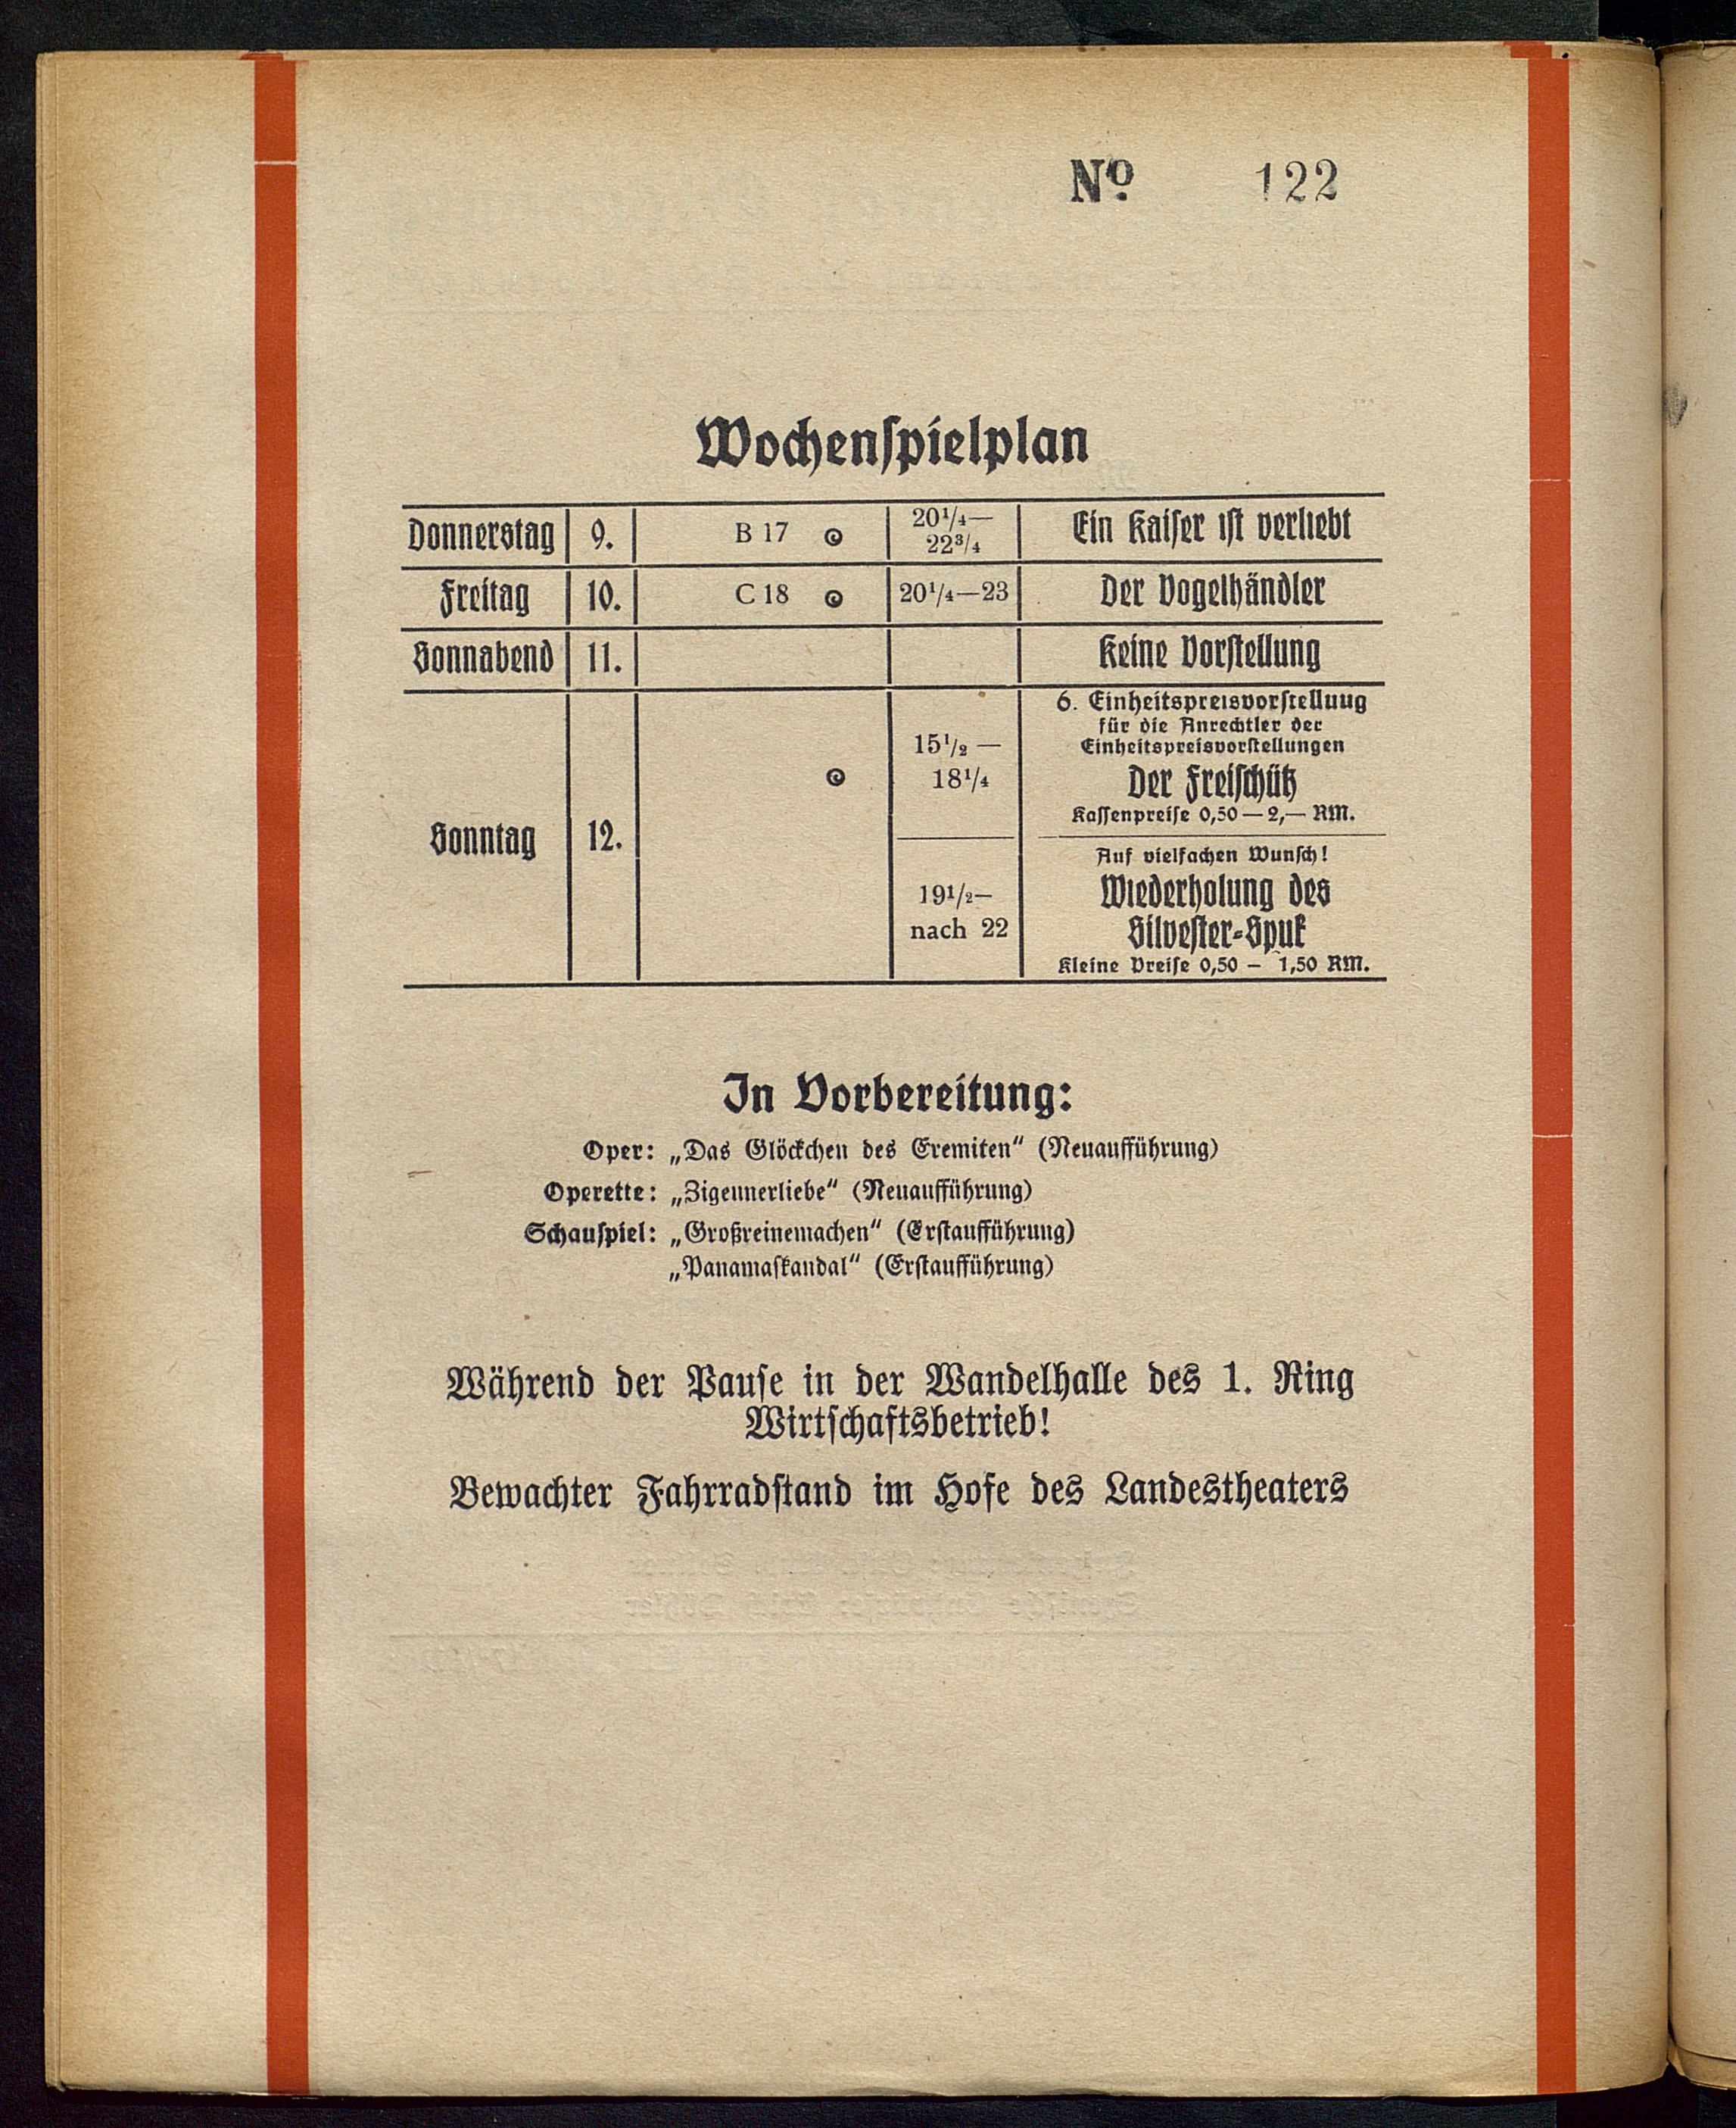 Nº 122
Wochenspielplan
Donnerstag 9. B 17 20¹/₄— Ein Kaiser ist verliebt
22³/₄
Freitag 10. C 18 20¹/₄—23 Der Vogelhändler
Sonnabend 11. Keine Vorstellung
6. Einheitspreisvorstellung
für die Anrechtler der
15¹/₂ — Einheitspreisvorstellungen
18¹/₄ Der Freischütz
Kassenpreise 0,50 — 2,— RM.
Sonntag 12.
Auf vielfachen Wunsch!
19¹/₂— Wiederholung des
nach 22 Silvester-Spuk
Kleine Preise 0,50 — 1,50 RM.
In Vorbereitung:
Oper: „Das Glöckchen des Eremiten“ (Neuaufführung)
Operette: „Zigeunerliebe“ (Neuaufführung)
Schauspiel: „Großreinemachen“ (Erstaufführung)
„Panamaskandal“ (Erstaufführung)
Während der Pause in der Wandelhalle des 1. Ring
Wirtschaftsbetrieb!
Bewachter Fahrradstand im Hofe des Landestheaters